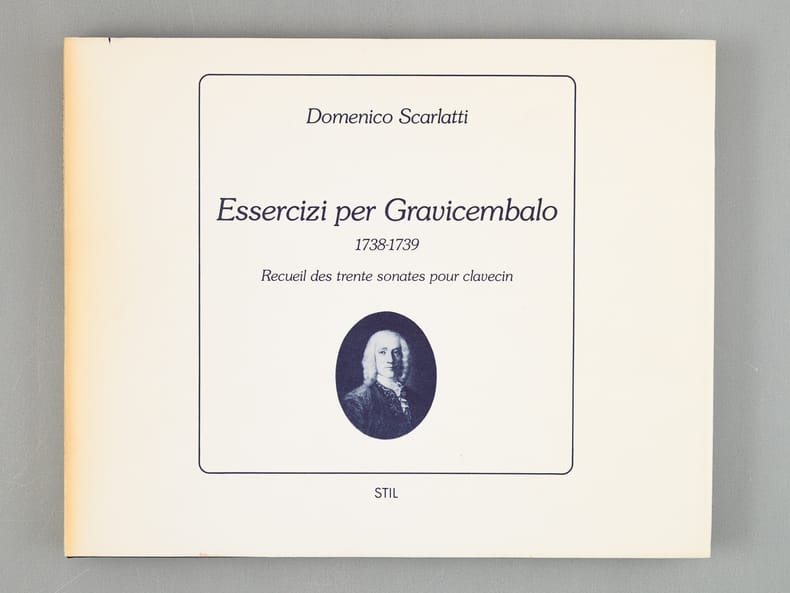 Domenico Scarlatti
Essercizi per Gravicembalo
1738-1739
Recueil des trente sonates pour clavecin
STIL